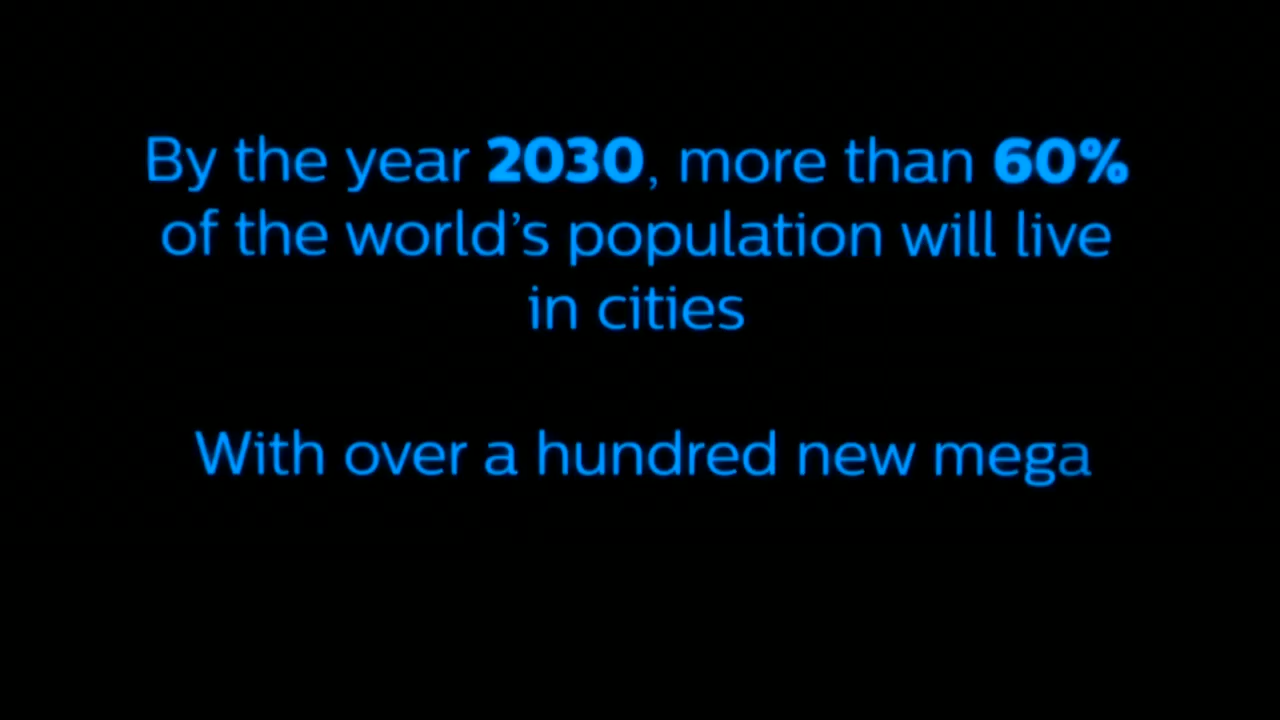 By the year 2030, more than 60%
of the world’s population will live
in cities
With over a hundred new mega